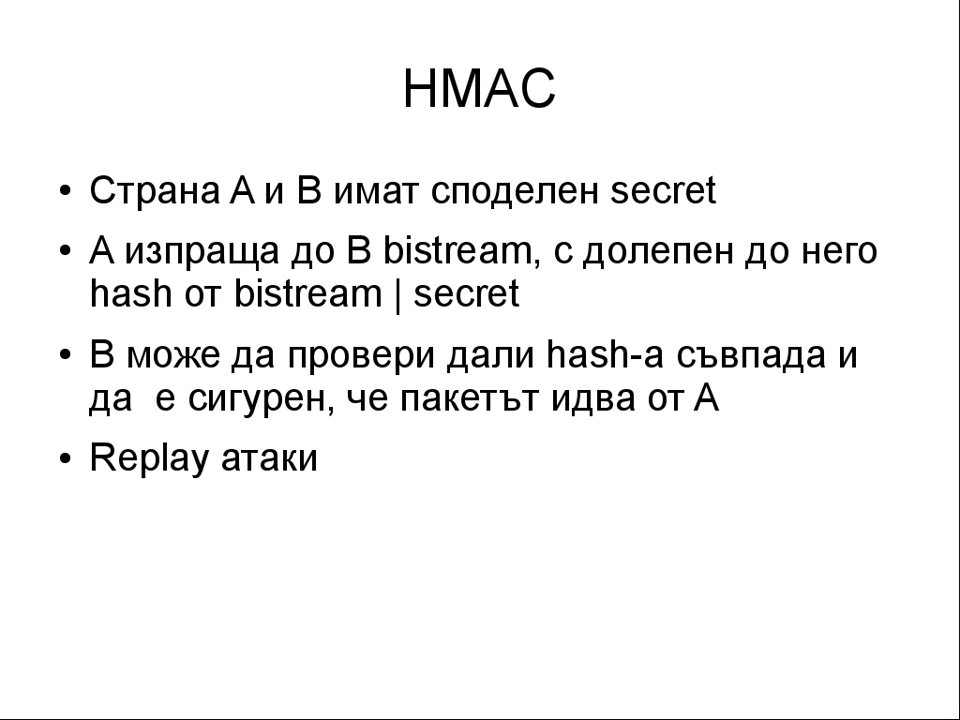 HMAC
• Страна А и B имат споделен secret
• А изпраща до B bistream, с долепен до него
hash от bistream | secret
• B може да провери дали hash-а съвпада и
да  е сигурен, че пакетът идва от А
• Replay атаки